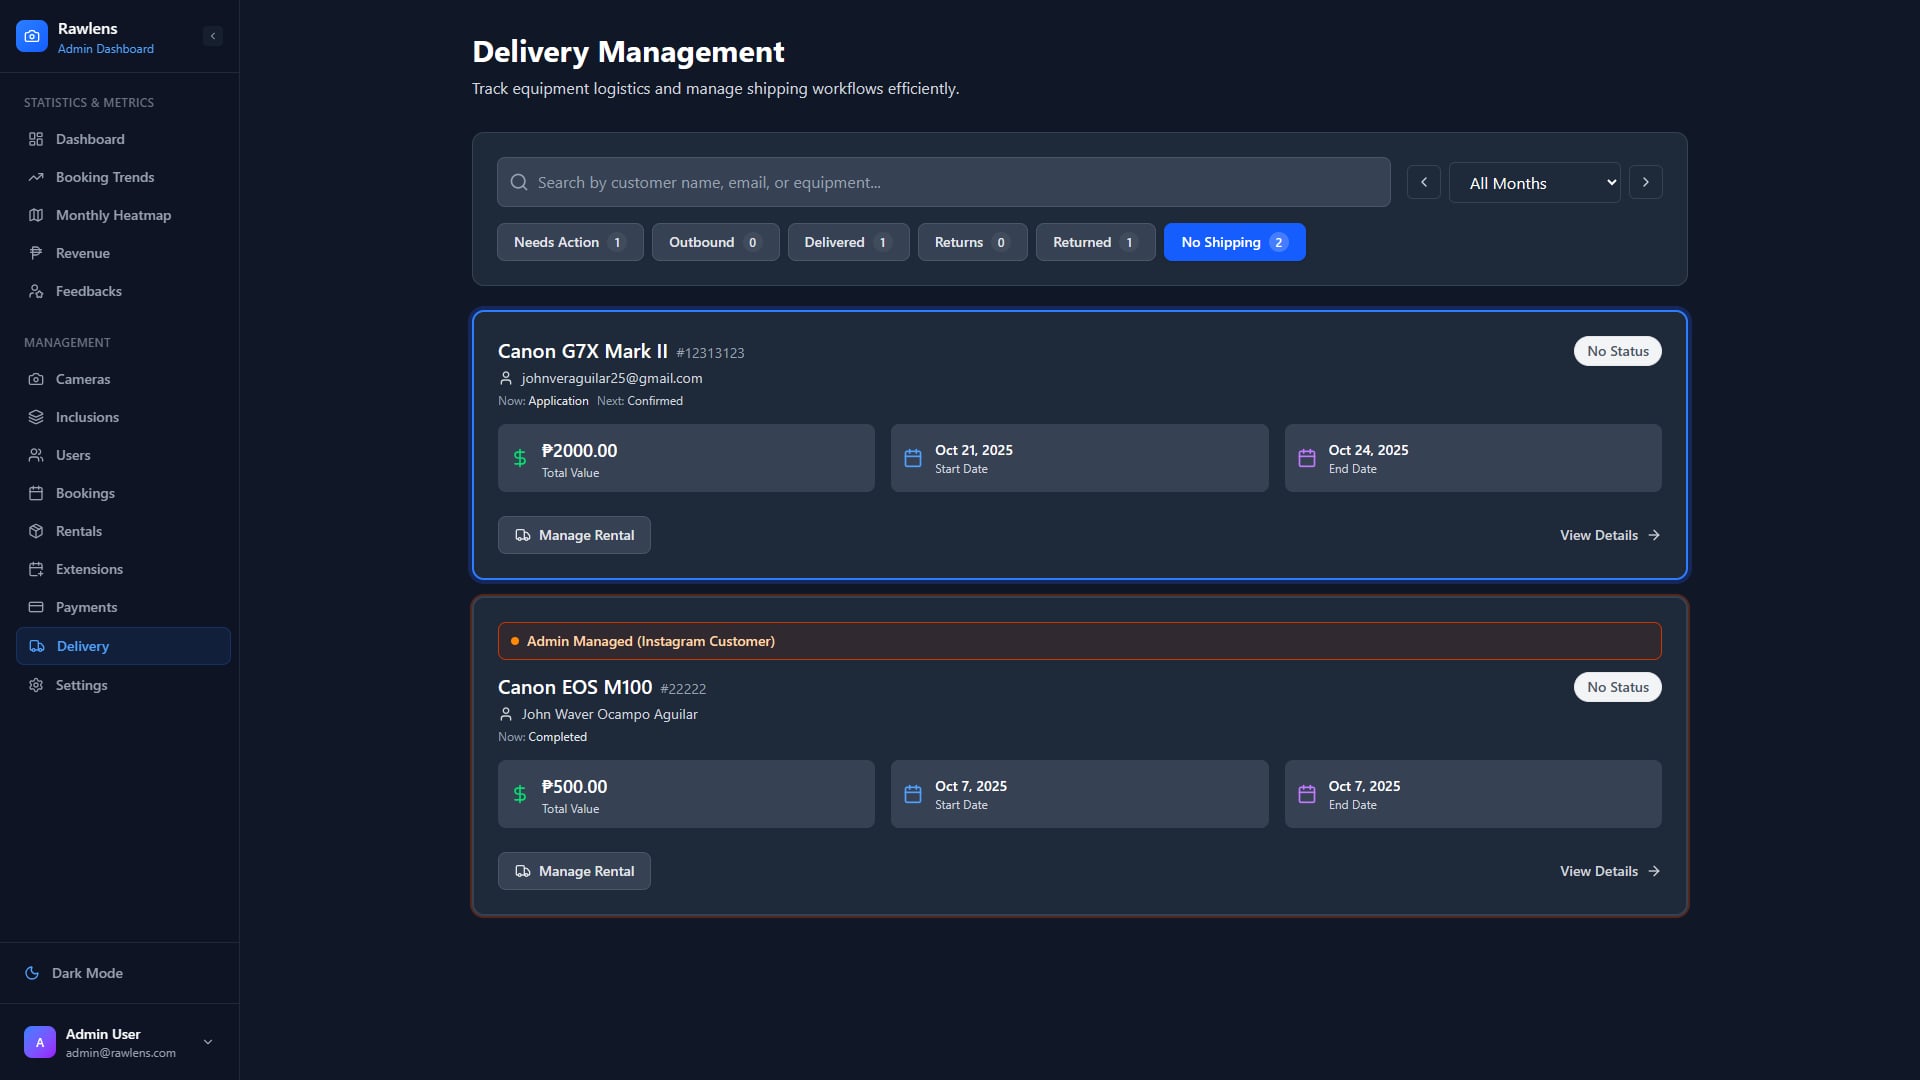 Rawlens
Admin Dashboard
STATISTICS & METRICS
Dashboard
Booking Trends
Monthly Heatmap
Revenue
Feedbacks
MANAGEMENT
Cameras
Inclusions
Users
Bookings
Rentals
Extensions
Payments
Delivery
Settings
Dark Mode
A
Admin User
admin@rawlens.com
Delivery Management
Track equipment logistics and manage shipping workflows efficiently.
Search by customer name, email, or equipment...
All Months
Needs Action 1
Outbound 0
Delivered 1
Returns 0
Returned 1
No Shipping 2
Canon G7X Mark II #12313123
No Status
johnveraguilar25@gmail.com
Now: Application Next: Confirmed
₱2000.00
Total Value
Oct 21, 2025
Start Date
Oct 24, 2025
End Date
Manage Rental
View Details
Admin Managed (Instagram Customer)
Canon EOS M100 #22222
No Status
John Waver Ocampo Aguilar
Now: Completed
₱500.00
Total Value
Oct 7, 2025
Start Date
Oct 7, 2025
End Date
Manage Rental
View Details